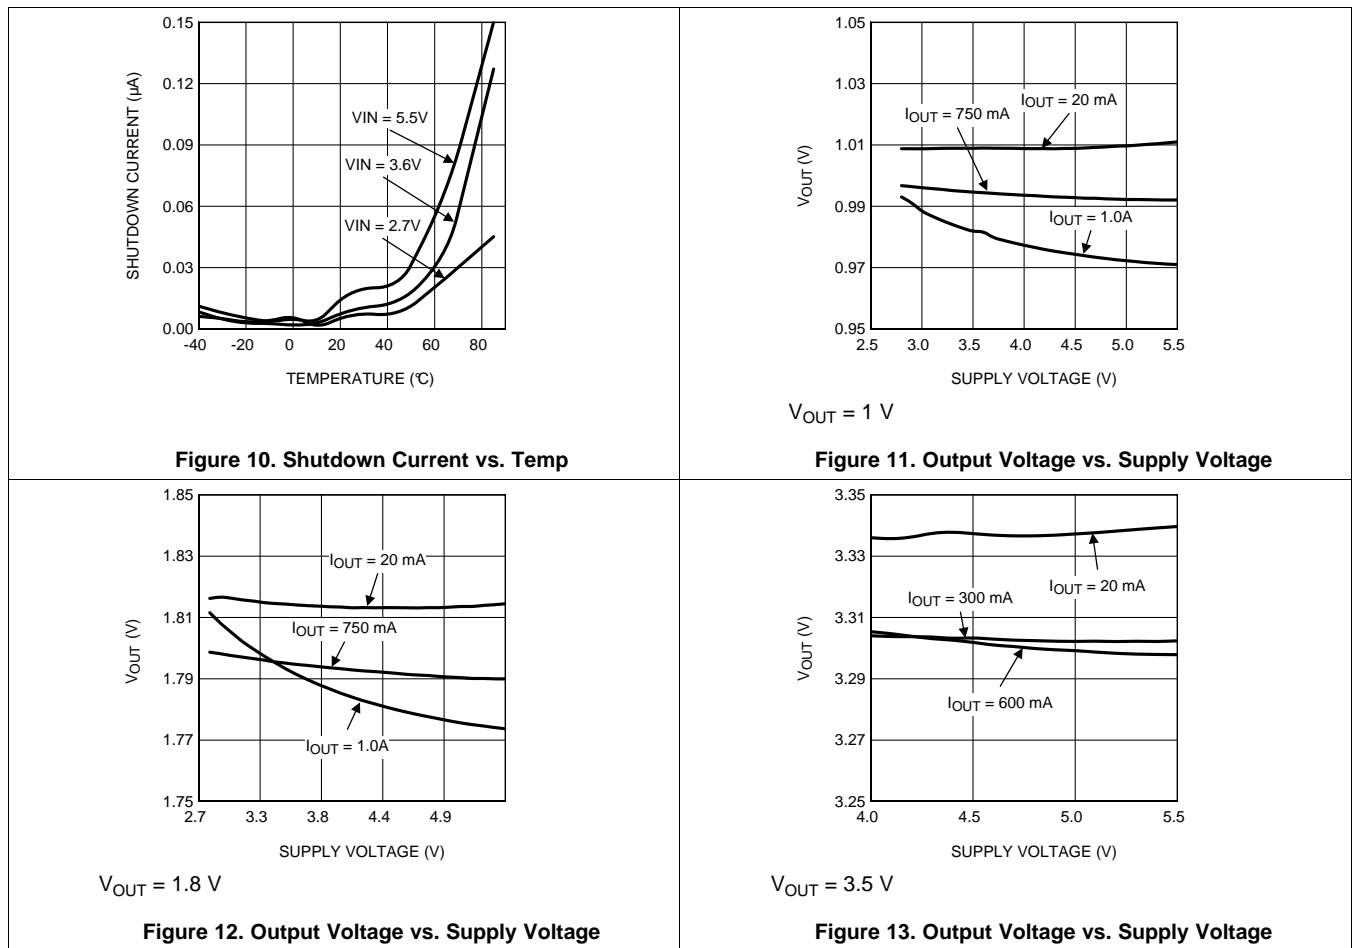 0.15
0.12
0.09
0.06
0.03
0.00
SHUTDOWN CURRENT (µA)
VIN = 5.5V
VIN = 3.6V
VIN = 2.7V
-40 -20 0 20 40 60 80
TEMPERATURE (°C)
Figure 10. Shutdown Current vs. Temp
1.05
1.03
1.01
0.99
0.97
0.95
VOUT (V)
IOUT = 20 mA
IOUT = 750 mA
IOUT = 1.0A
2.5 3.0 3.5 4.0 4.5 5.0 5.5
SUPPLY VOLTAGE (V)
VOUT = 1 V
Figure 11. Output Voltage vs. Supply Voltage
1.85
1.83
1.81
1.79
1.77
1.75
VOUT (V)
IOUT = 20 mA
IOUT = 750 mA
IOUT = 1.0A
2.7 3.3 3.8 4.4 4.9
SUPPLY VOLTAGE (V)
VOUT = 1.8 V
Figure 12. Output Voltage vs. Supply Voltage
3.35
3.33
3.31
3.29
3.27
3.25
VOUT (V)
IOUT = 20 mA
IOUT = 300 mA
IOUT = 600 mA
4.0 4.5 5.0 5.5
SUPPLY VOLTAGE (V)
VOUT = 3.5 V
Figure 13. Output Voltage vs. Supply Voltage